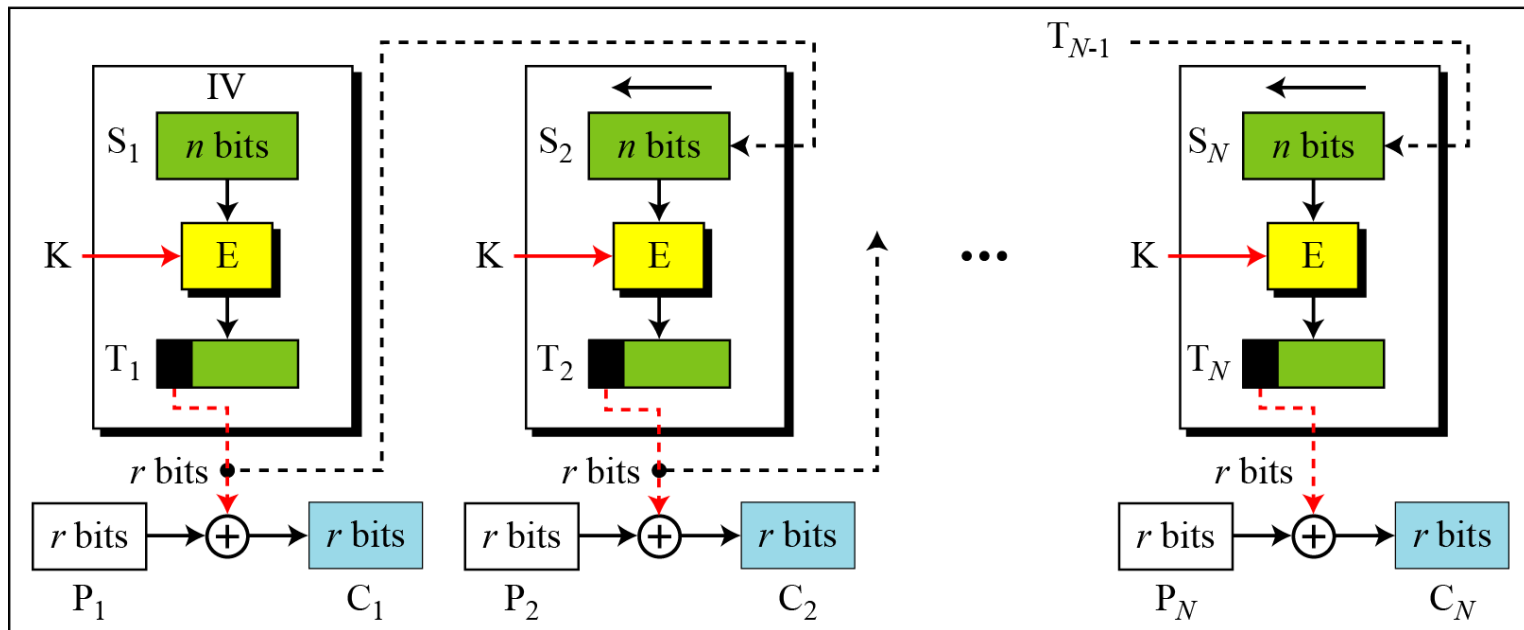 T_{N-1}
IV
S_1 n bits
S_2 n bits
S_N n bits
K E
K E
... K E
T_1
T_2
T_N
r bits
r bits
r bits
r bits + r bits
r bits + r bits
r bits + r bits
P_1 C_1
P_2 C_2
P_N C_N